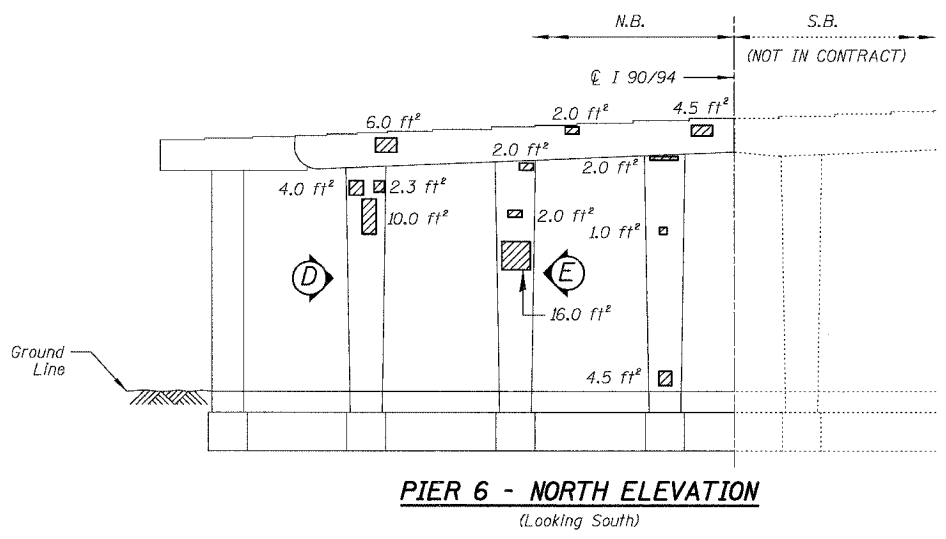 N.B.
S.B.
(NOT IN CONTRACT)
℄ I 90/94
6.0 ft²
2.0 ft²
4.5 ft²
2.0 ft²
2.0 ft²
4.0 ft²
2.3 ft²
10.0 ft²
2.0 ft²
1.0 ft²
D
E
16.0 ft²
Ground
Line
4.5 ft²
PIER 6 - NORTH ELEVATION
(Looking South)